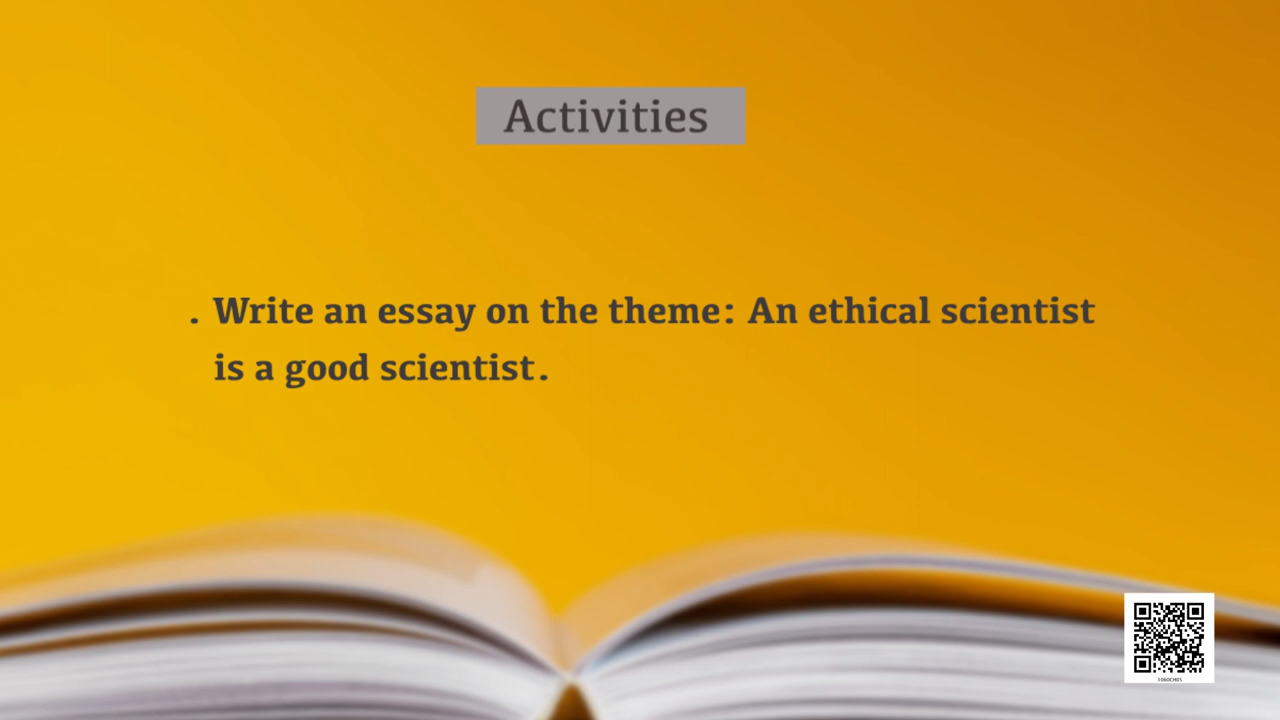 Activities
. Write an essay on the theme: An ethical scientist
is a good scientist.